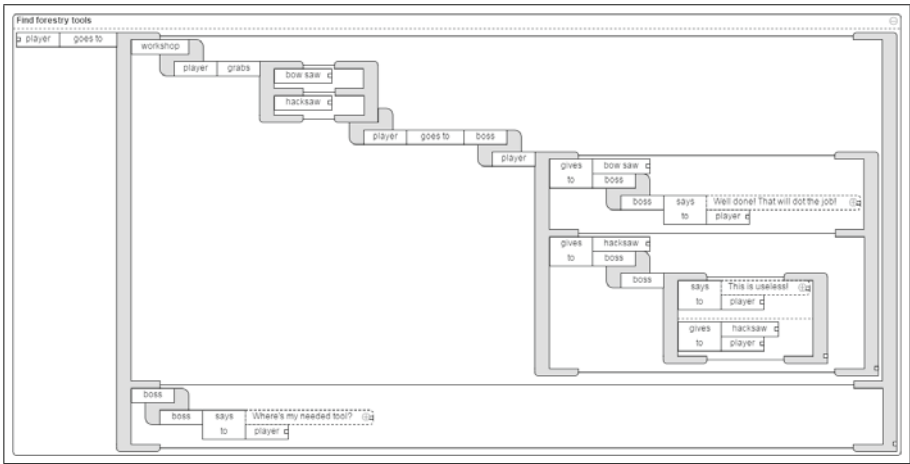 Find forestry tools
player goes to
workshop
player grabs
bow saw
hacksaw
player goes to boss
player
gives bow saw
to boss
boss says Well done! That will dot the job!
to player
gives hacksaw
to boss
boss
says This is useless!
to player
gives hacksaw
to player
boss
boss says Where's my needed tool?
to player